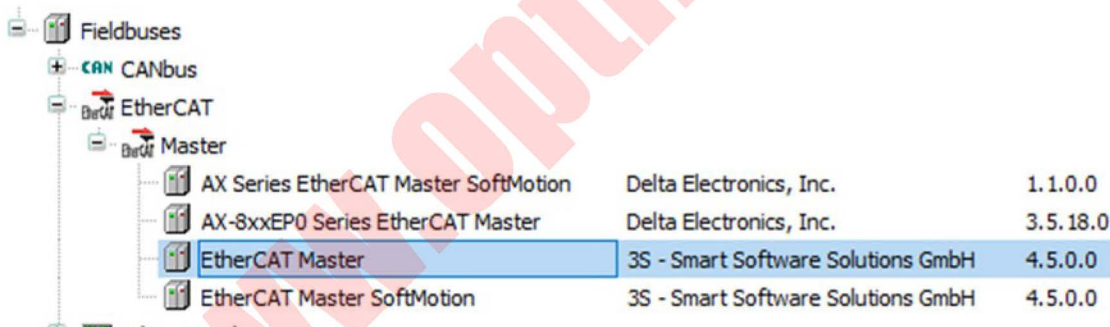 Fieldbuses
CAN CANbus
EtherCAT EtherCAT
EtherCAT Master
AX Series EtherCAT Master SoftMotion Delta Electronics, Inc. 1.1.0.0
AX-8xxEP0 Series EtherCAT Master Delta Electronics, Inc. 3.5.18.0
EtherCAT Master 3S - Smart Software Solutions GmbH 4.5.0.0
EtherCAT Master SoftMotion 3S - Smart Software Solutions GmbH 4.5.0.0